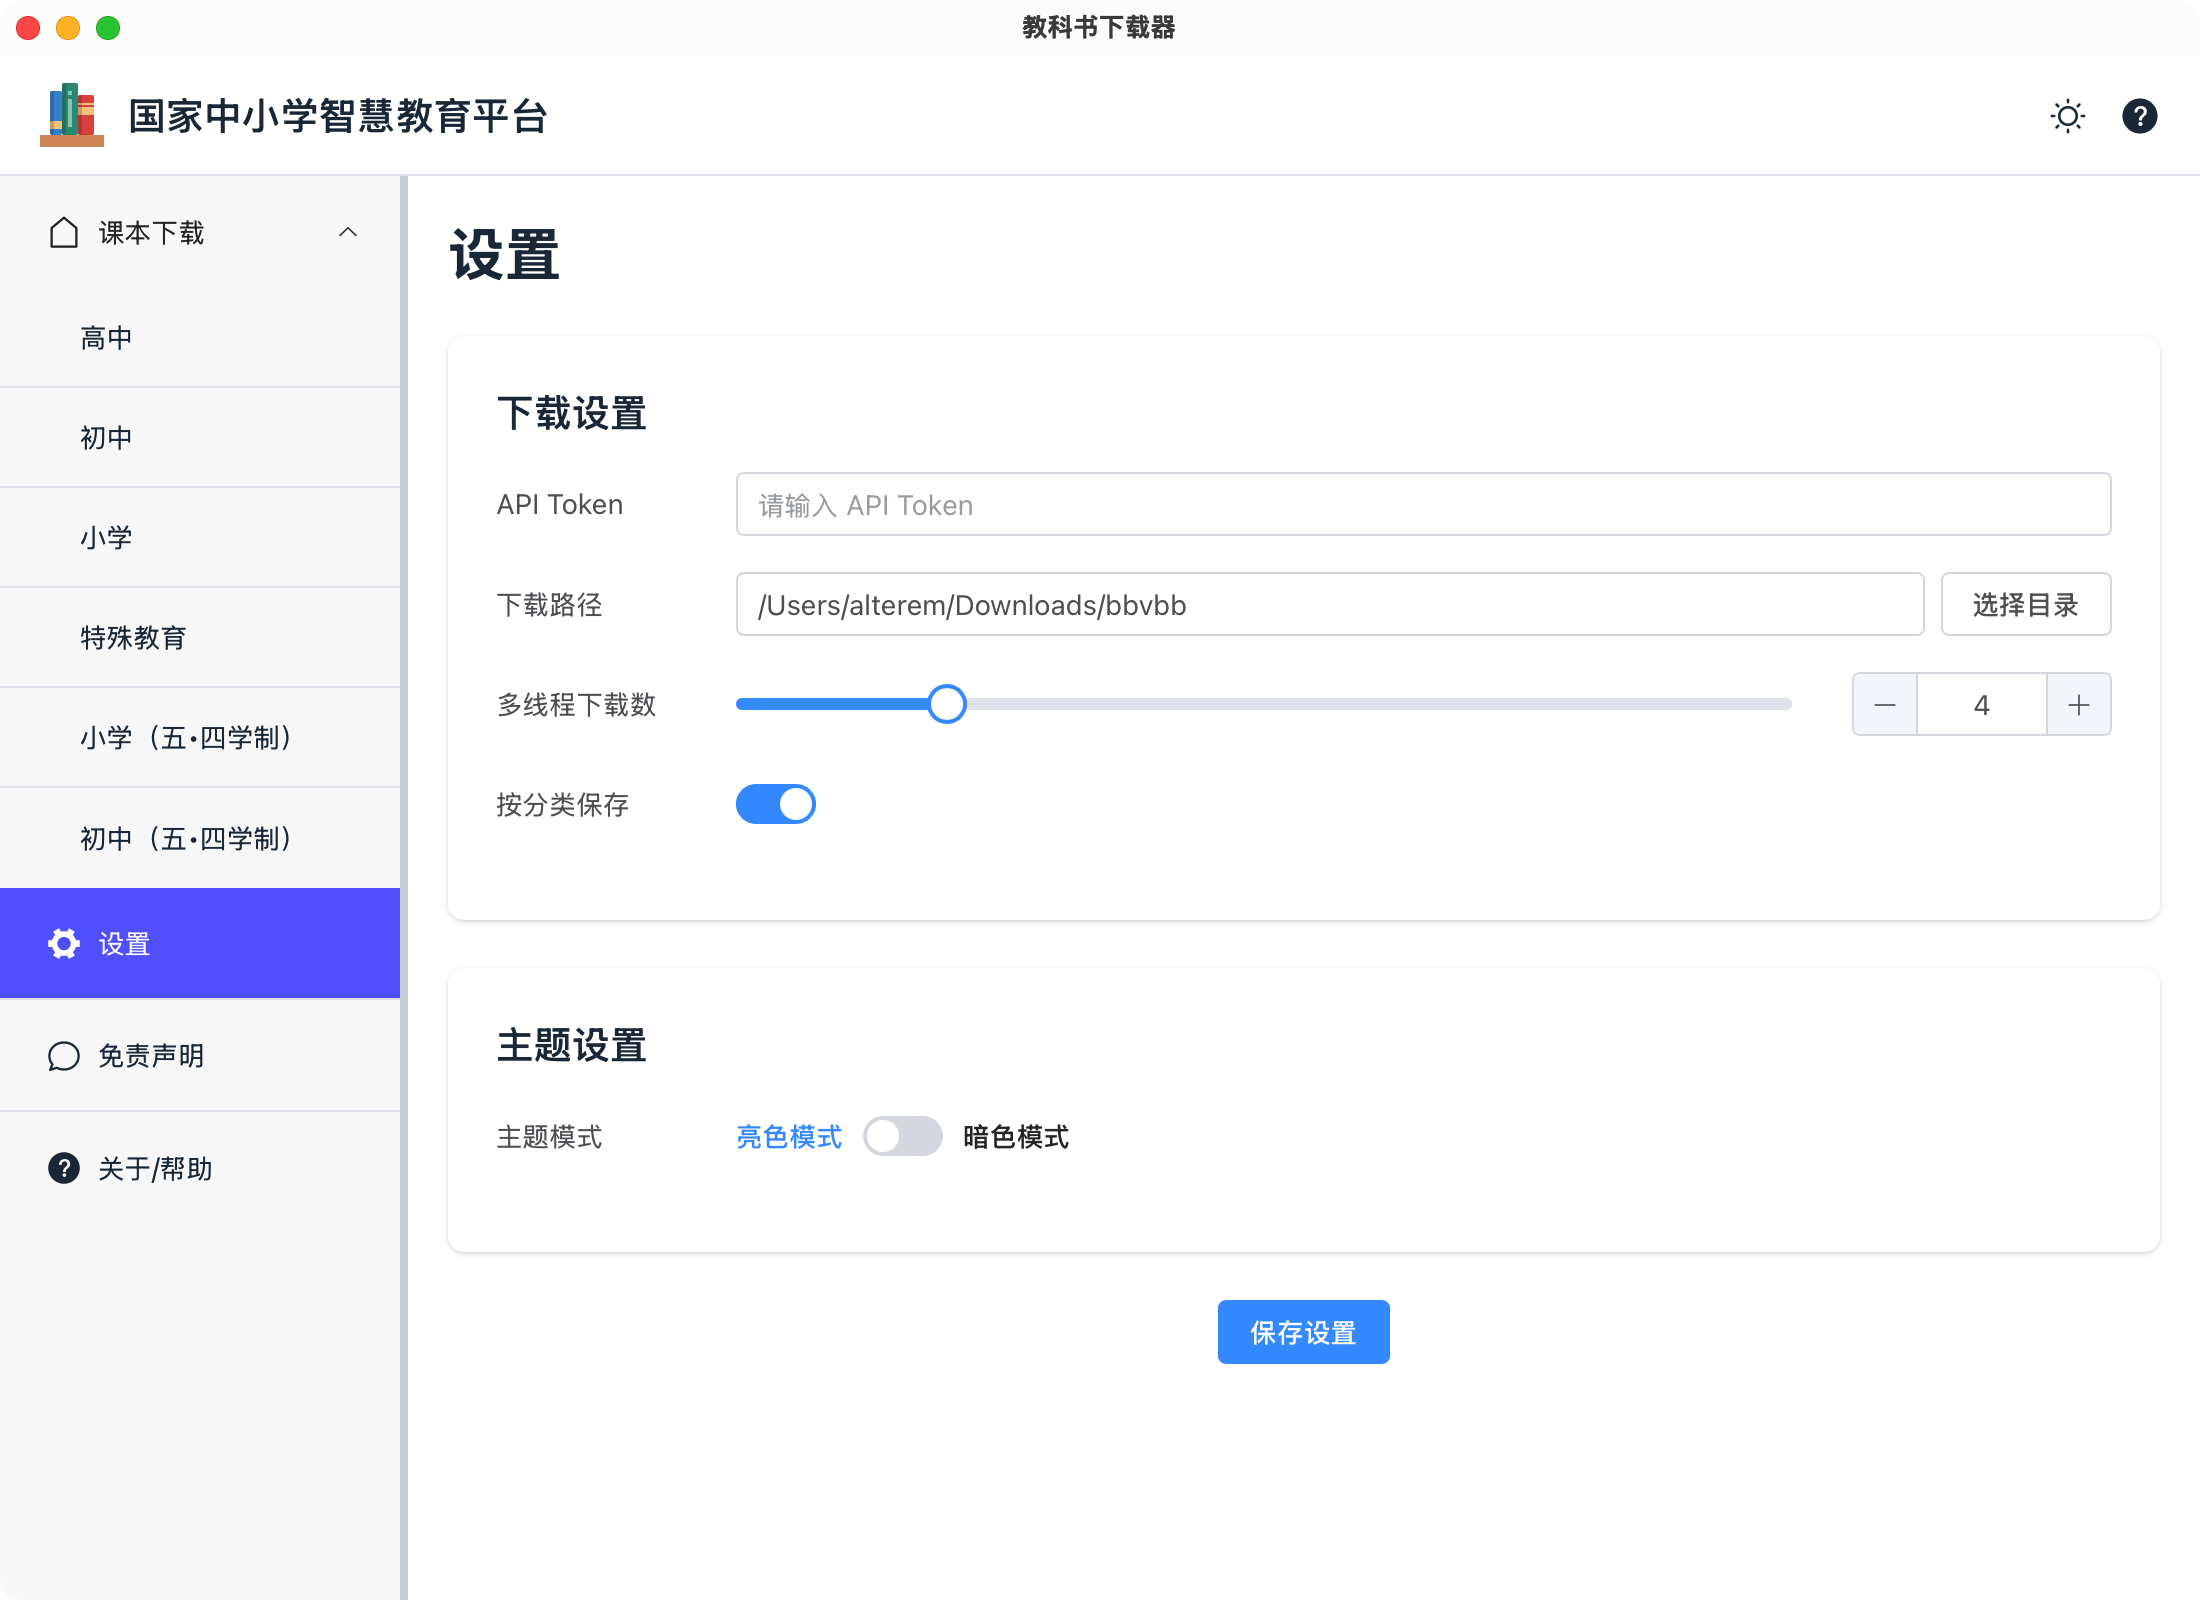 教科书下载器
国家中小学智慧教育平台
?
课本下载
高中
初中
小学
特殊教育
小学（五•四学制）
初中（五•四学制）
设置
免责声明
? 关于/帮助
设置
下载设置
API Token 请输入 API Token
下载路径 /Users/alterem/Downloads/bbvbb 选择目录
多线程下载数 — 4 +
按分类保存
主题设置
主题模式 亮色模式 暗色模式
保存设置